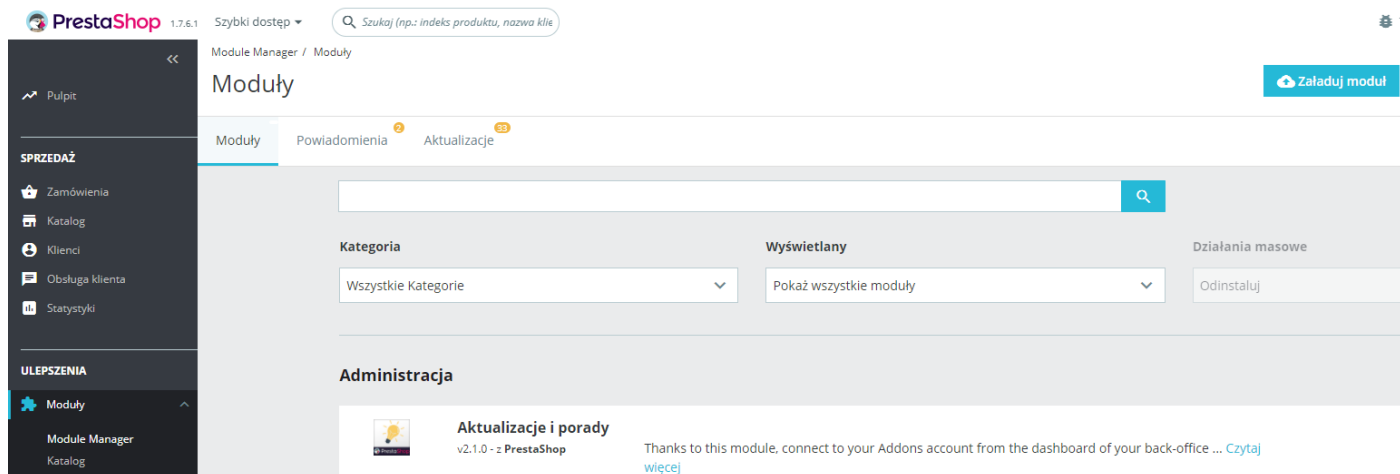 PrestaShop 1.7.6.1 Szybki dostęp Szukaj (np.: indeks produktu, nazwa klie
Module Manager / Moduły
Moduły
Załaduj moduł
Pulpit
Moduły Powiadomienia 2 Aktualizacje 33
SPRZEDAŻ
Zamówienia
Katalog
Klienci
Obsługa klienta
Statystyki
ULEPSZENIA
Moduły
Module Manager
Katalog
Kategoria Wyświetlany Działania masowe
Wszystkie Kategorie Pokaż wszystkie moduły Odinstaluj
Administracja
Aktualizacje i porady
v2.1.0 - z PrestaShop
Thanks to this module, connect to your Addons account from the dashboard of your back-office ... Czytaj
więcej